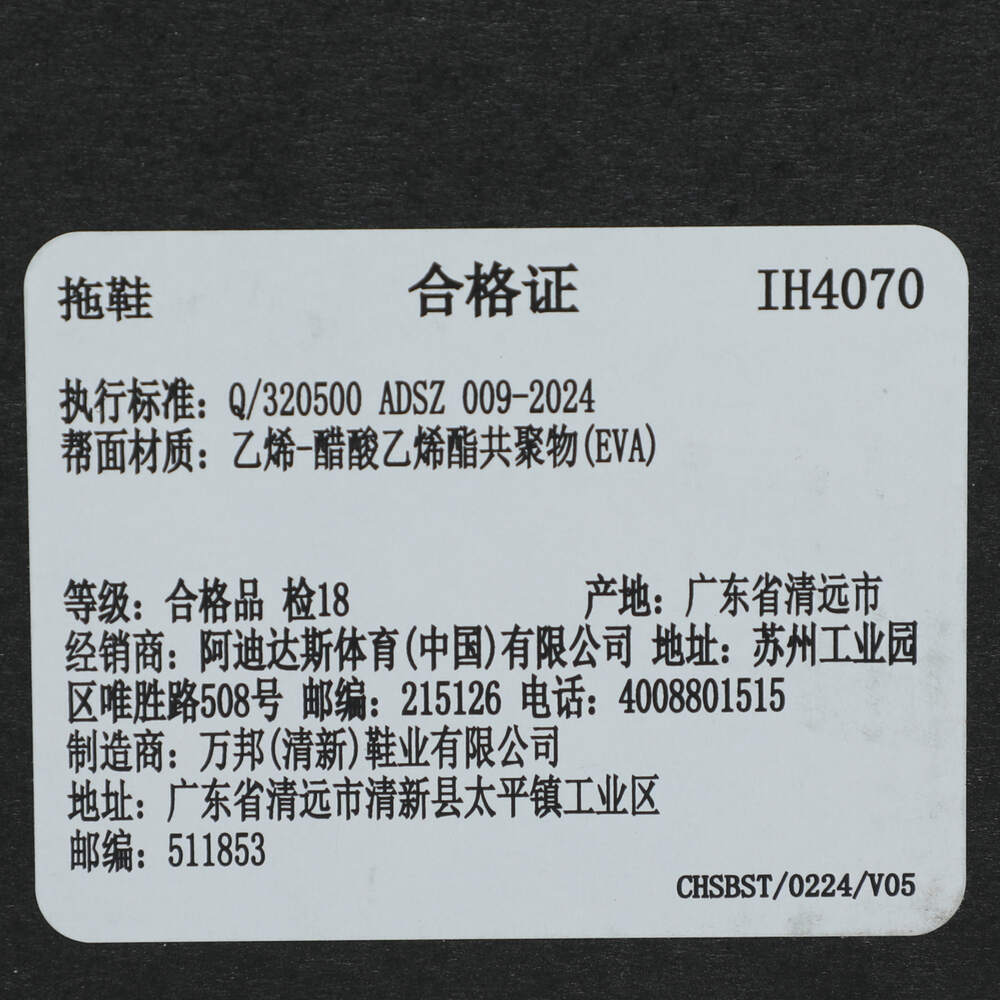 拖鞋 合格证 IH4070
执行标准：Q/320500 ADSZ 009-2024
帮面材质：乙烯-醋酸乙烯酯共聚物(EVA)
等级：合格品 检18 产地：广东省清远市
经销商：阿迪达斯体育(中国)有限公司 地址：苏州工业园
区唯胜路508号 邮编：215126 电话：4008801515
制造商：万邦(清新)鞋业有限公司
地址：广东省清远市清新县太平镇工业区
邮编：511853
CHSBST/0224/V05